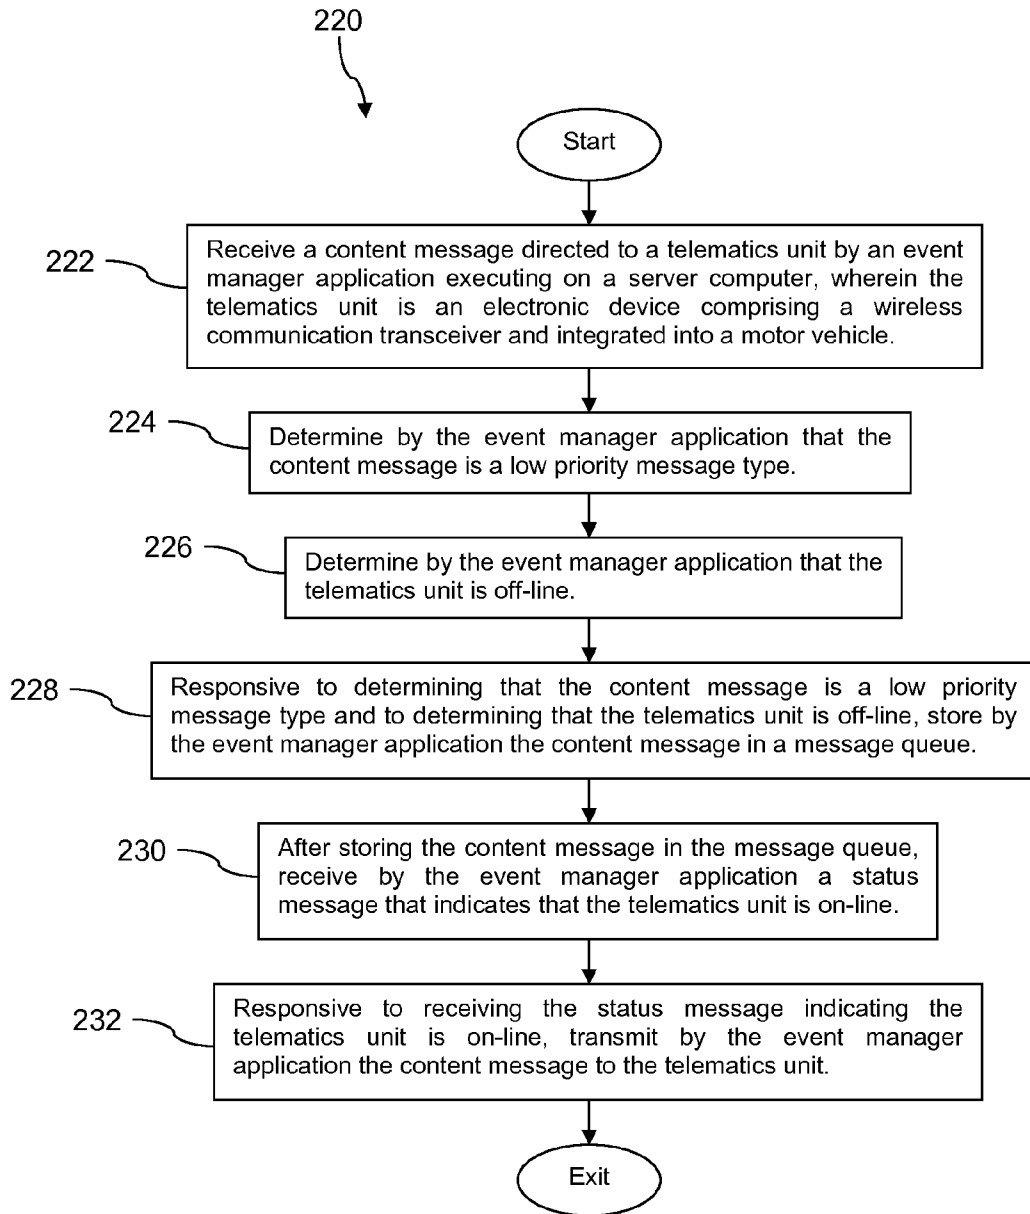 220
Start
222
Receive a content message directed to a telematics unit by an event
manager application executing on a server computer, wherein the
telematics unit is an electronic device comprising a wireless
communication transceiver and integrated into a motor vehicle.
224
Determine by the event manager application that the
content message is a low priority message type.
226
Determine by the event manager application that the
telematics unit is off-line.
228
Responsive to determining that the content message is a low priority
message type and to determining that the telematics unit is off-line, store by
the event manager application the content message in a message queue.
230
After storing the content message in the message queue,
receive by the event manager application a status
message that indicates that the telematics unit is on-line.
232
Responsive to receiving the status message indicating the
telematics unit is on-line, transmit by the event manager
application the content message to the telematics unit.
Exit